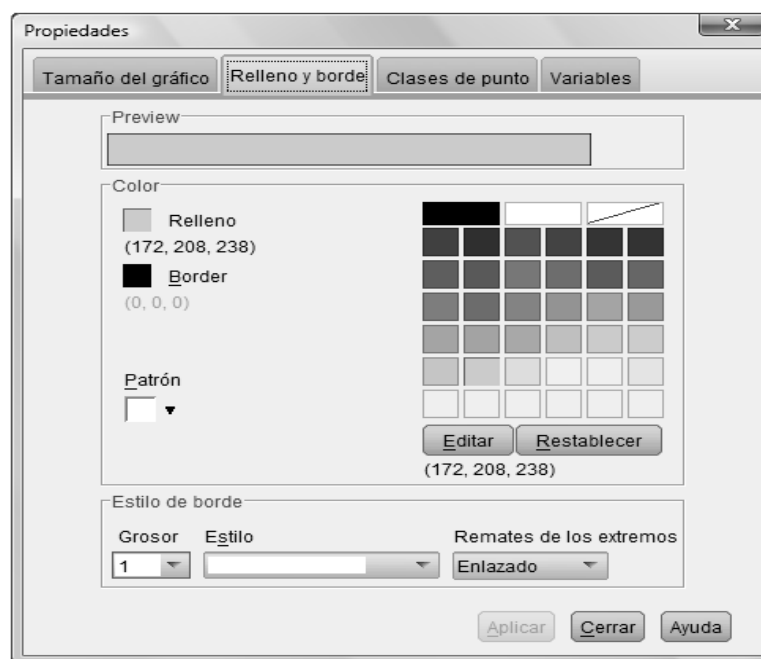 Propiedades
Tamaño del gráfico Relleno y borde Clases de punto Variables
Preview
Color
Relleno
(172, 208, 238)
Border
(0, 0, 0)
Patrón
Editar Restablecer
(172, 208, 238)
Estilo de borde
Grosor Estilo Remates de los extremos
1 Enlazado
Aplicar Cerrar Ayuda